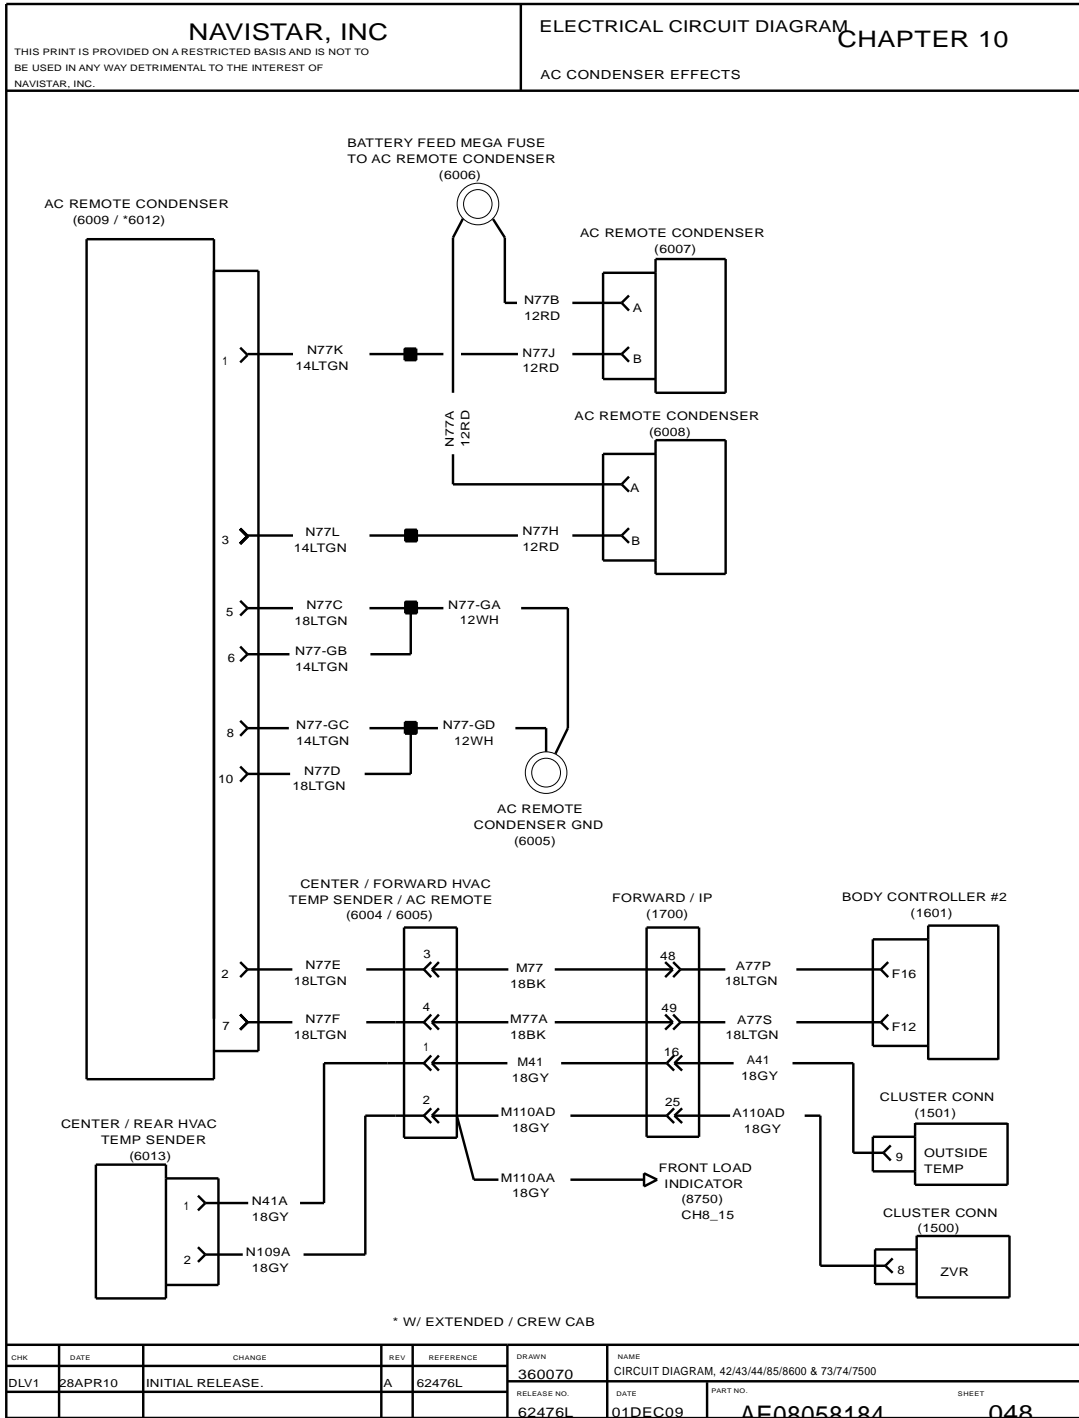 NAVISTAR, INC
THIS PRINT IS PROVIDED ON A RESTRICTED BASIS AND IS NOT TO
BE USED IN ANY WAY DETRIMENTAL TO THE INTEREST OF
NAVISTAR, INC.
ELECTRICAL CIRCUIT DIAGRAM
CHAPTER 10
AC CONDENSER EFFECTS
BATTERY FEED MEGA FUSE
TO AC REMOTE CONDENSER
(6006)
AC REMOTE CONDENSER
(6009 / *6012)
AC REMOTE CONDENSER
(6007)
N77B
12RD
A
1
N77K
14LTGN
N77J
12RD
B
N77A
12RD
AC REMOTE CONDENSER
(6008)
A
3
N77L
14LTGN
N77H
12RD
B
5
N77C
18LTGN
N77-GA
12WH
6
N77-GB
14LTGN
8
N77-GC
14LTGN
N77-GD
12WH
10
N77D
18LTGN
AC REMOTE
CONDENSER GND
(6005)
CENTER / FORWARD HVAC
TEMP SENDER / AC REMOTE
(6004 / 6005)
FORWARD / IP
(1700)
BODY CONTROLLER #2
(1601)
2
N77E
18LTGN
3
M77
18BK
48
A77P
18LTGN
F16
7
N77F
18LTGN
4
M77A
18BK
49
A77S
18LTGN
F12
1
M41
18GY
16
A41
18GY
2
M110AD
18GY
25
A110AD
18GY
CLUSTER CONN
(1501)
9
OUTSIDE
TEMP
CENTER / REAR HVAC
TEMP SENDER
(6013)
M110AA
18GY
FRONT LOAD
INDICATOR
(8750)
CH8_15
1
N41A
18GY
2
N109A
18GY
CLUSTER CONN
(1500)
8
ZVR
* W/ EXTENDED / CREW CAB
CHK
DATE
CHANGE
REV
REFERENCE
DLV1
28APR10
INITIAL RELEASE.
A
62476L
DRAWN
360070
NAME
CIRCUIT DIAGRAM, 42/43/44/85/8600 & 73/74/7500
RELEASE NO.
62476L
DATE
01DEC09
PART NO.
AE08058184
SHEET
048